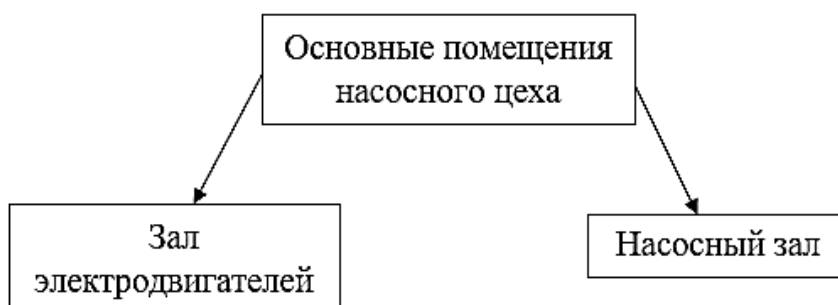 Основные помещения
насосного цеха
Зал
электродвигателей
Насосный зал